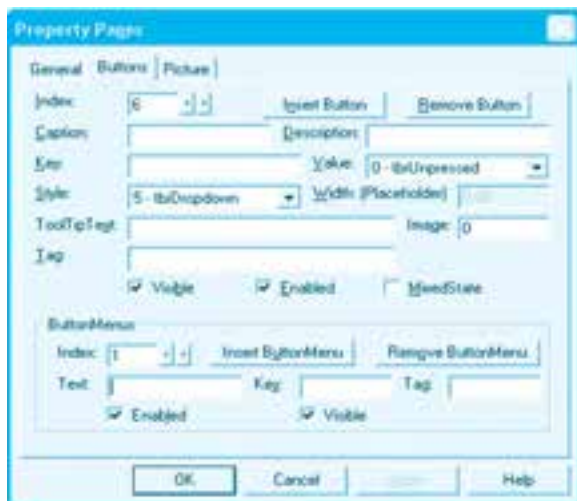 Property Pages
General Buttons Picture
Index: 6 Insert Button Remove Button
Caption: Description:
Key: Value: 0 - tbrUnpressed
Style: 5 - tbrDropdown Width: (Placeholder)
ToolTipText: Image: 0
Tag:
Visible Enabled MixedState
ButtonMenus
Index: 1 Insert ButtonMenu Remove ButtonMenu
Text: Key: Tag:
Enabled Visible
OK Cancel Help